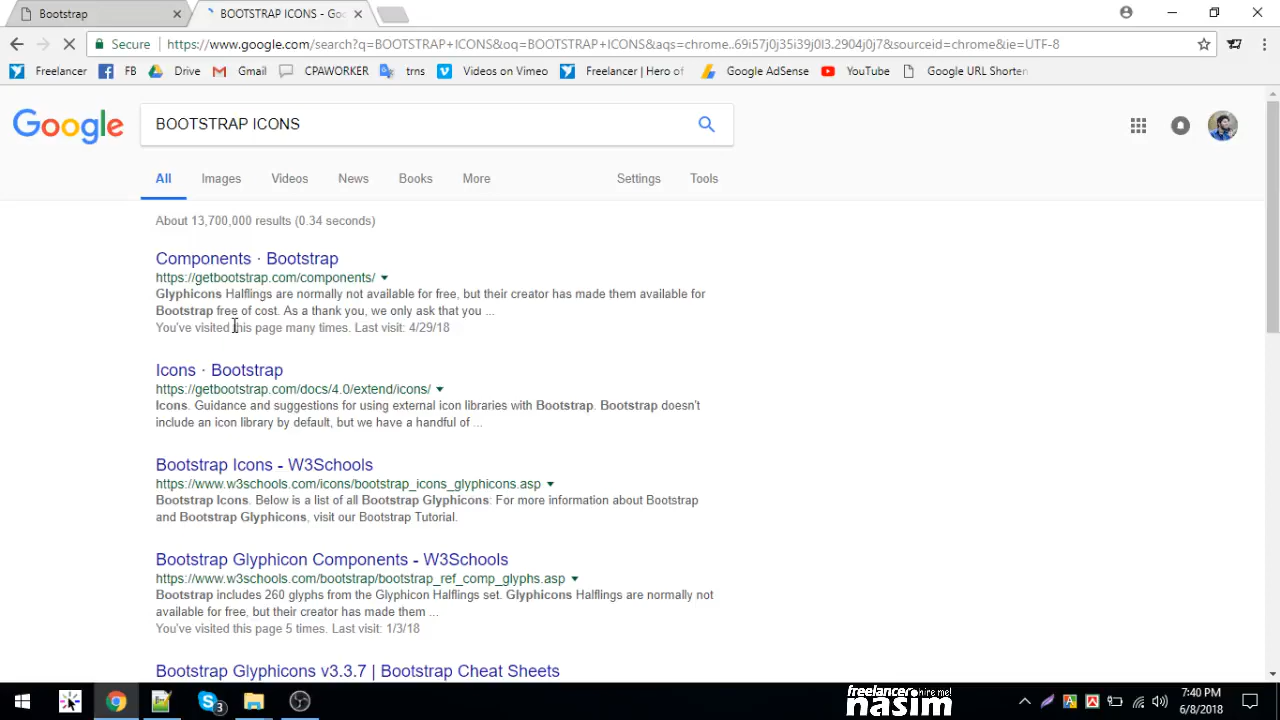 Bootstrap
BOOTSTRAP ICONS - Goo
Secure https://www.google.com/search?q=BOOTSTRAP+ICONS&oq=BOOTSTRAP+ICONS&aqs=chrome..69i57j0j35i39j0l3.2904j0j7&sourceid=chrome&ie=UTF-8
Freelancer FB Drive Gmail CPAWORKER trns Videos on Vimeo Freelancer | Hero of Google AdSense YouTube Google URL Shorten
Google
BOOTSTRAP ICONS
All Images Videos News Books More Settings Tools
About 13,700,000 results (0.34 seconds)
Components · Bootstrap
https://getbootstrap.com/components/
Glyphicons Halflings are normally not available for free, but their creator has made them available for
Bootstrap free of cost. As a thank you, we only ask that you ...
You've visited this page many times. Last visit: 4/29/18
Icons · Bootstrap
https://getbootstrap.com/docs/4.0/extend/icons/
Icons. Guidance and suggestions for using external icon libraries with Bootstrap. Bootstrap doesn't
include an icon library by default, but we have a handful of ...
Bootstrap Icons - W3Schools
https://www.w3schools.com/icons/bootstrap_icons_glyphicons.asp
Bootstrap Icons. Below is a list of all Bootstrap Glyphicons: For more information about Bootstrap
and Bootstrap Glyphicons, visit our Bootstrap Tutorial.
Bootstrap Glyphicon Components - W3Schools
https://www.w3schools.com/bootstrap/bootstrap_ref_comp_glyphs.asp
Bootstrap includes 260 glyphs from the Glyphicon Halflings set. Glyphicons Halflings are normally not
available for free, but their creator has made them ...
You've visited this page 5 times. Last visit: 1/3/18
Bootstrap Glyphicons v3.3.7 | Bootstrap Cheat Sheets
3
freelancer hire me!
nasim
7:40 PM
6/8/2018